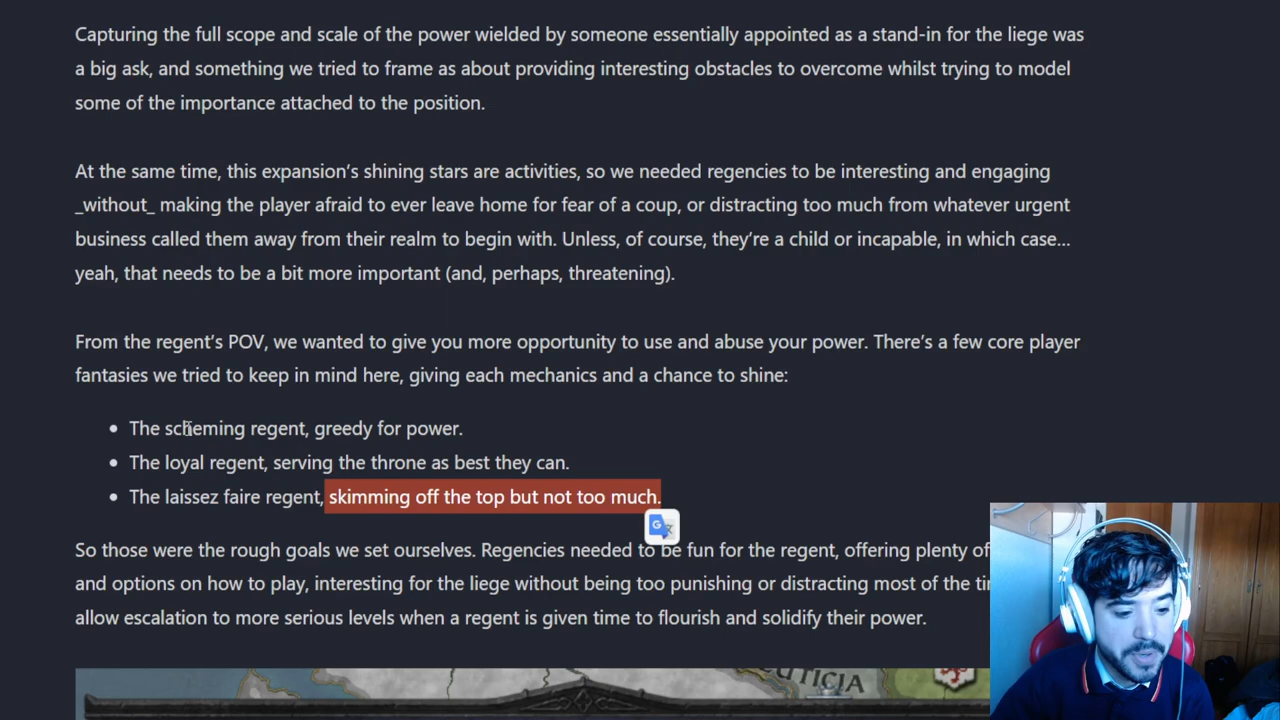 Capturing the full scope and scale of the power wielded by someone essentially appointed as a stand-in for the liege was
a big ask, and something we tried to frame as about providing interesting obstacles to overcome whilst trying to model
some of the importance attached to the position.
At the same time, this expansion's shining stars are activities, so we needed regencies to be interesting and engaging
_without_ making the player afraid to ever leave home for fear of a coup, or distracting too much from whatever urgent
business called them away from their realm to begin with. Unless, of course, they're a child or incapable, in which case...
yeah, that needs to be a bit more important (and, perhaps, threatening).
From the regent's POV, we wanted to give you more opportunity to use and abuse your power. There's a few core player
fantasies we tried to keep in mind here, giving each mechanics and a chance to shine:
• The scheming regent, greedy for power.
• The loyal regent, serving the throne as best they can.
• The laissez faire regent, skimming off the top but not too much.
So those were the rough goals we set ourselves. Regencies needed to be fun for the regent, offering plenty of
and options on how to play, interesting for the liege without being too punishing or distracting most of the
allow escalation to more serious levels when a regent is given time to flourish and solidify their power.